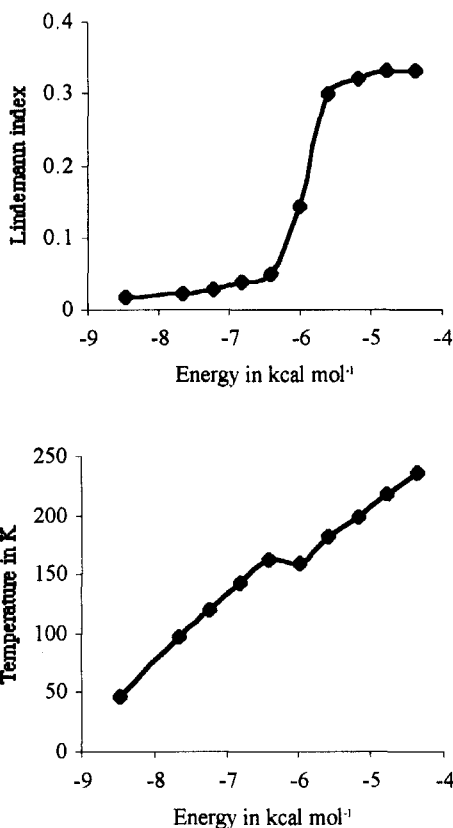 0.4
0.3
0.2
0.1
0
Lindemann index
-9 -8 -7 -6 -5 -4
Energy in kcal mol⁻¹
250
200
150
100
50
0
Temperature in K
-9 -8 -7 -6 -5 -4
Energy in kcal mol⁻¹